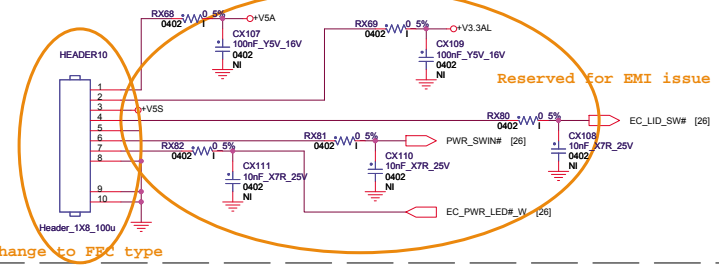 RX68 0_5% +V5A
0402 I
CX107
100nF_Y5V_16V
0402
NI
RX69 0_5% +V3.3AL
0402 I
CX109
100nF_Y5V_16V
0402
NI
HEADER10
Reserved for EMI issue
1
2
3 +V5S
4
5
6
7
8
9
10
RX80 0_5% EC_LID_SW# [26]
0402 I
CX108
10nF_X7R_25V
0402
NI
RX81 0_5% PWR_SWIN# [26]
0402 I
CX110
10nF_X7R_25V
0402
NI
RX82 0_5%
0402 I
CX111
10nF_X7R_25V
0402
NI
EC_PWR_LED#_W [26]
Header_1X8_100u
hange to FEC type